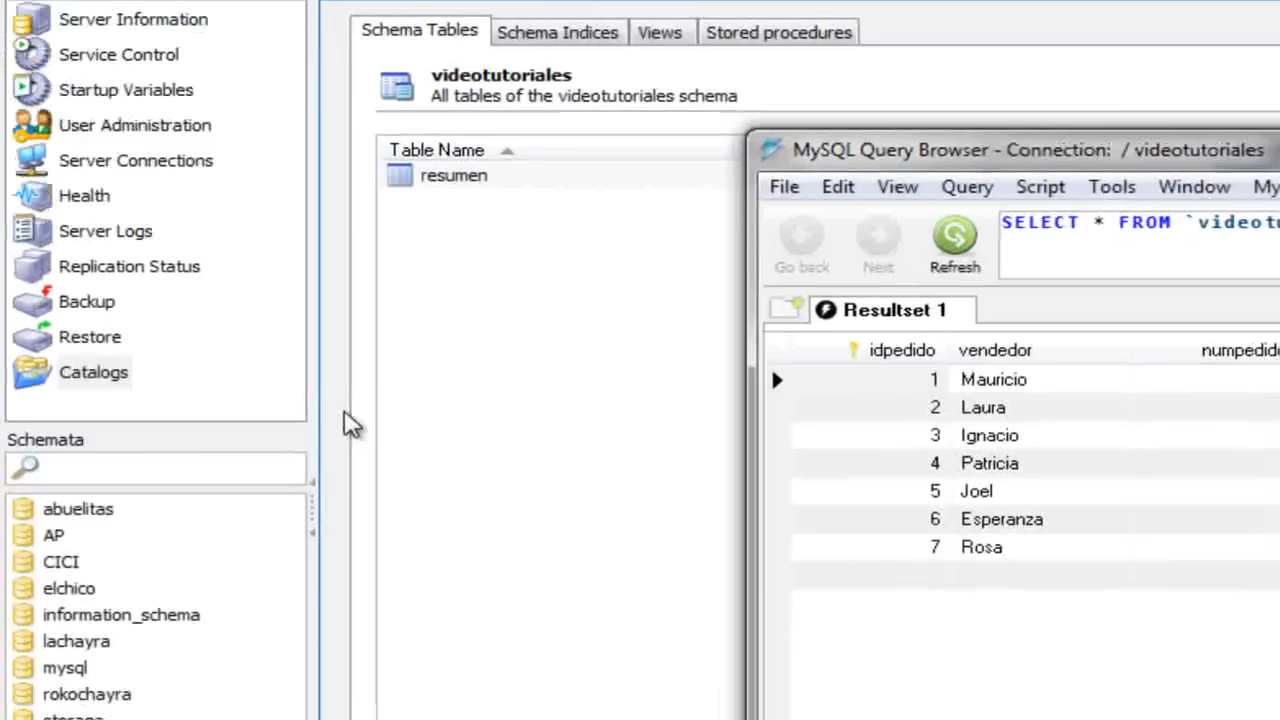 Server Information
Service Control
Startup Variables
User Administration
Server Connections
Health
Server Logs
Replication Status
Backup
Restore
Catalogs
Schemata
abuelitas
AP
CICI
elchico
information_schema
lachayra
mysql
rokochayra
Schema Tables Schema Indices Views Stored procedures
videotutoriales
All tables of the videotutoriales schema
Table Name
resumen
MySQL Query Browser - Connection: / videotutoriales
File Edit View Query Script Tools Window My
Go back Next Refresh
SELECT * FROM `videotu
Resultset 1
idpedido vendedor numpedido
1 Mauricio
2 Laura
3 Ignacio
4 Patricia
5 Joel
6 Esperanza
7 Rosa